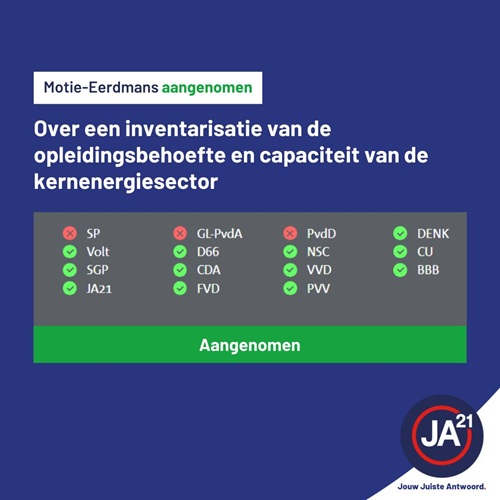 Motie-Eerdmans aangenomen
Over een inventarisatie van de
opleidingsbehoefte en capaciteit van de
kernenergiesector
SP GL-PvdA PvdD DENK
Volt D66 NSC CU
SGP CDA VVD BBB
JA21 FVD PVV
Aangenomen
JA21
Jouw Juiste Antwoord.